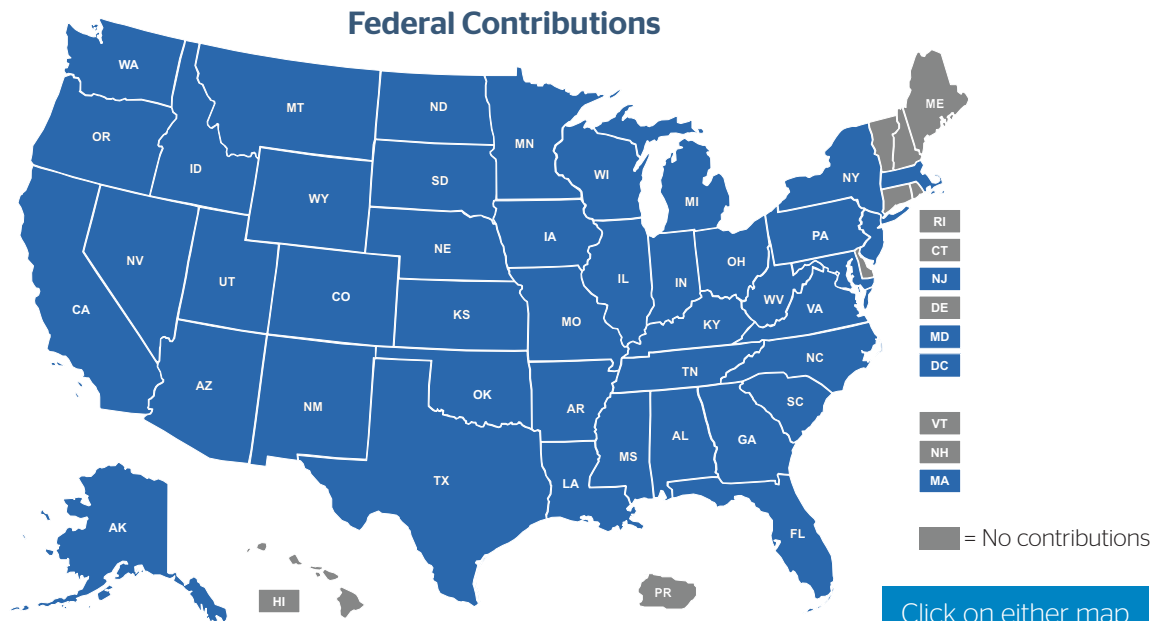 Federal Contributions
WA
MT
ND
MN
ME
OR
ID
WY
SD
WI
MI
NY
NV
UT
CO
NE
IA
IL
IN
OH
PA
CA
KS
MO
KY
WV
VA
AZ
NM
OK
AR
TN
NC
SC
TX
LA
MS
AL
GA
FL
AK
HI
PR
RI
CT
NJ
DE
MD
DC
VT
NH
MA
= No contributions
Click on either map